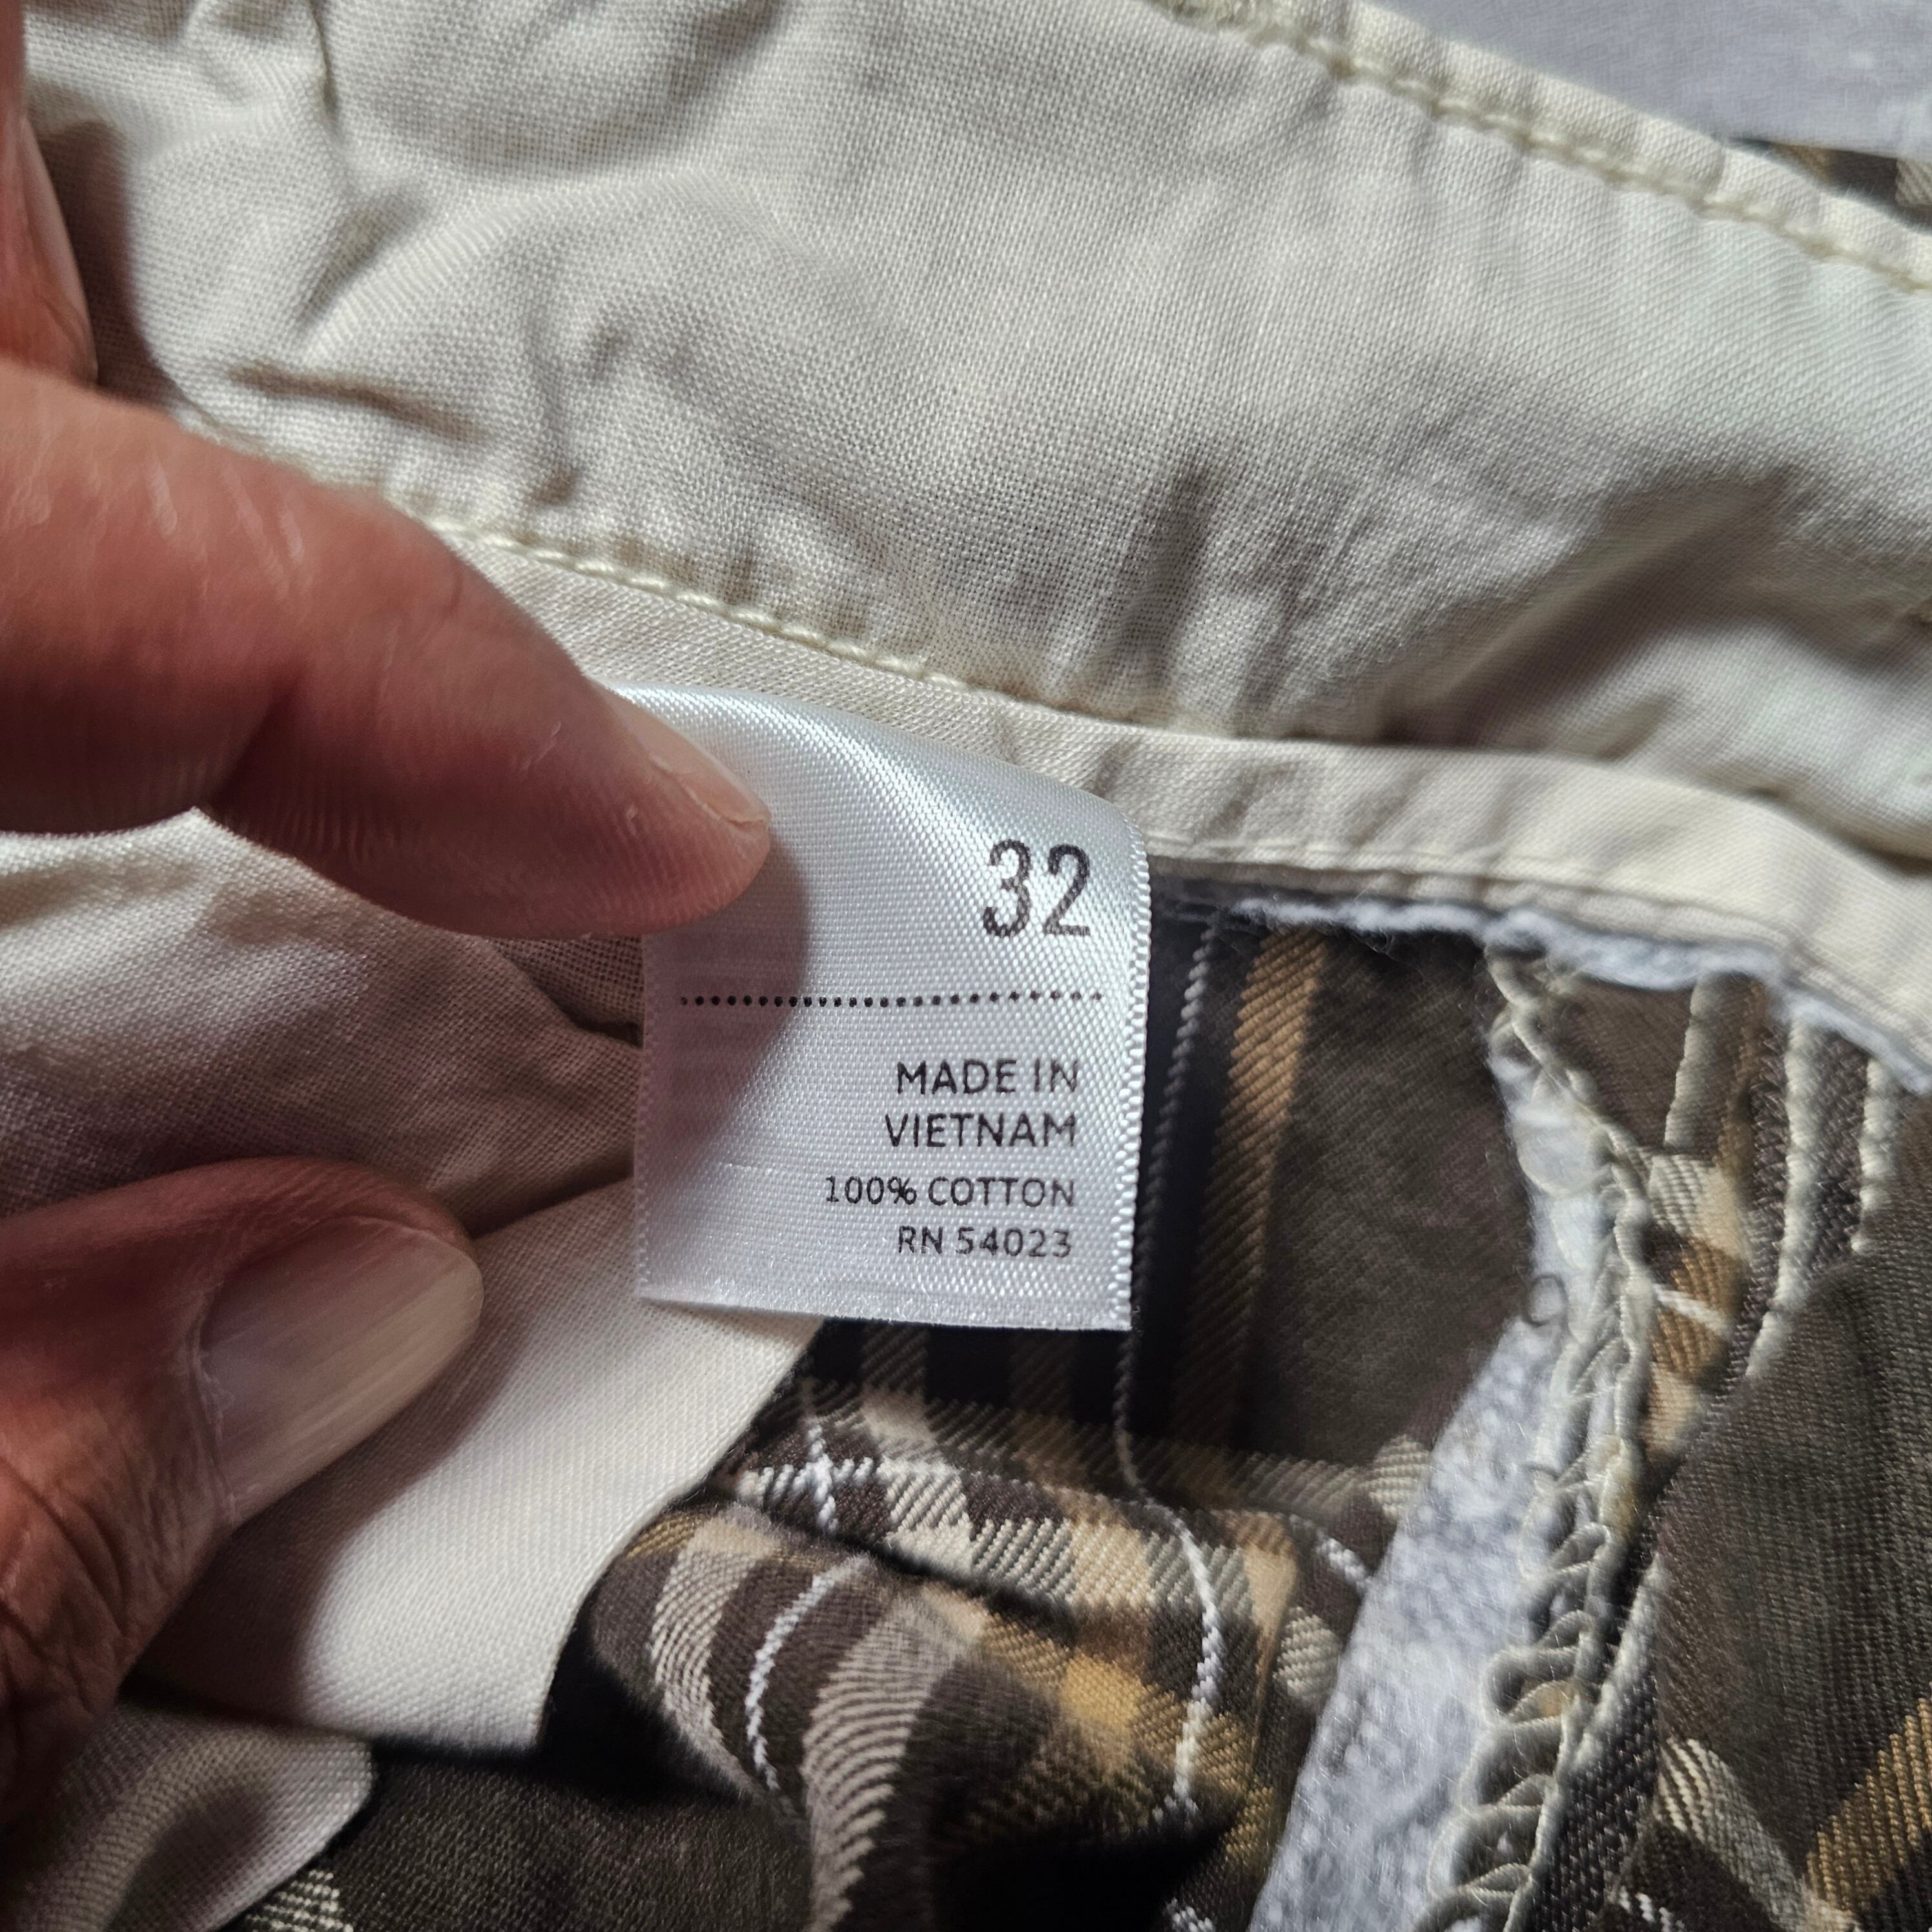 32
MADE IN
VIETNAM
100% COTTON
RN 54023